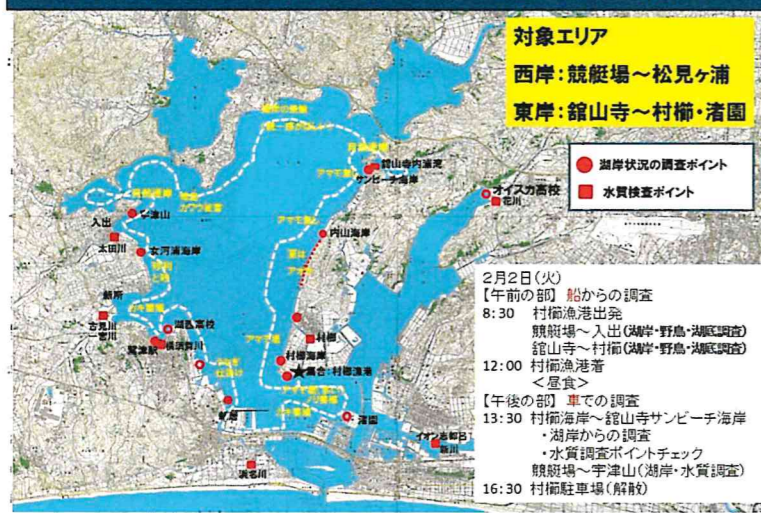 対象エリア
西岸：競艇場～松見ヶ浦
東岸：舘山寺～村櫛・渚園
湖岸状況の調査ポイント
水質検査ポイント
舘山寺内浦湾
サンビーチ海岸
オイスカ高校
花川
宇津山
入出
太田川
女河浦海岸
内山海岸
新所
古見川
一宮川
湖西高校
鷲津駅
横須賀川
村櫛
村櫛海岸
★集合：村櫛漁港
新居
渚園
イオン志都呂
新川
浜名川
アマモ場
2月2日(火)
【午前の部】 船からの調査
8:30 村櫛漁港出発
競艇場～入出(湖岸・野鳥・湖底調査)
舘山寺～村櫛(湖岸・野鳥・湖底調査)
12:00 村櫛漁港着
＜昼食＞
【午後の部】 車での調査
13:30 村櫛海岸～舘山寺サンビーチ海岸
・湖岸からの調査
・水質調査ポイントチェック
競艇場～宇津山(湖岸・水質調査)
16:30 村櫛駐車場(解散)